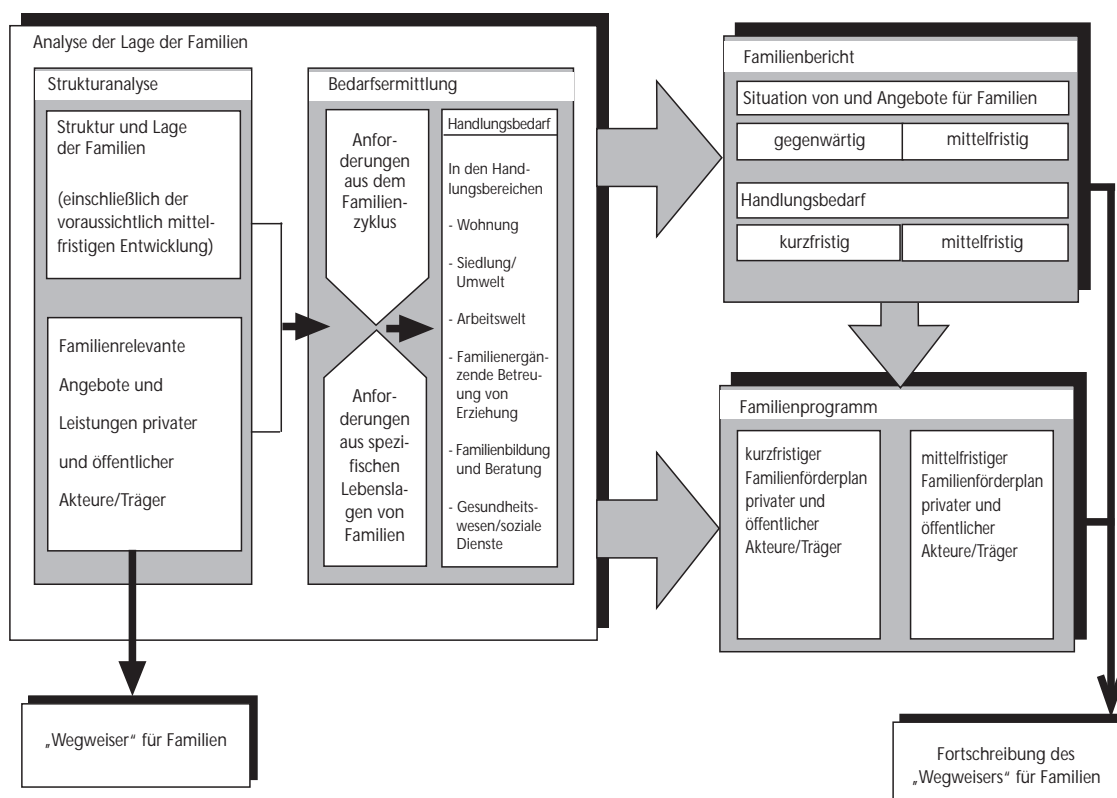 Analyse der Lage der Familien
Strukturanalyse
Struktur und Lage
der Familien
(einschließlich der
voraussichtlich mittel-
fristigen Entwicklung)
Familienrelevante
Angebote und
Leistungen privater
und öffentlicher
Akteure/Träger
Bedarfsermittlung
Anfor-
derungen
aus dem
Familien-
zyklus
Anfor-
derungen
aus spezi-
fischen
Lebensla-
gen von
Familien
Handlungsbedarf
In den Hand-
lungsbereichen
- Wohnung
- Siedlung/
Umwelt
- Arbeitswelt
- Familienergän-
zende Betreu-
ung von
Erziehung
- Familienbildung
und Beratung
- Gesundheits-
wesen/soziale
Dienste
Familienbericht
Situation von und Angebote für Familien
gegenwärtig
mittelfristig
Handlungsbedarf
kurzfristig
mittelfristig
Familienprogramm
kurzfristiger
Familienförderplan
privater und
öffentlicher
Akteure/Träger
mittelfristiger
Familienförderplan
privater und
öffentlicher
Akteure/Träger
„Wegweiser“ für Familien
Fortschreibung des
„Wegweisers“ für Familien